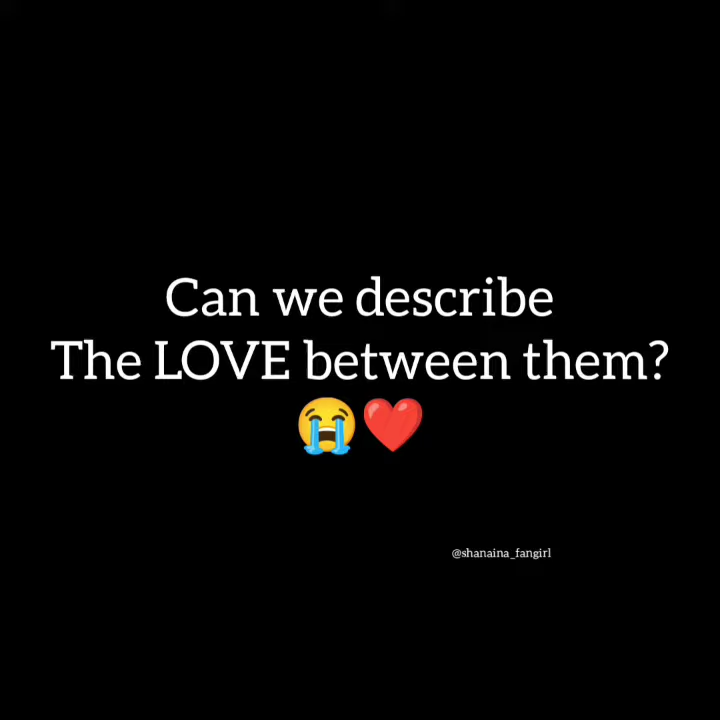 Can we describe
The LOVE between them?
😭❤️
@shanaina_fangirl